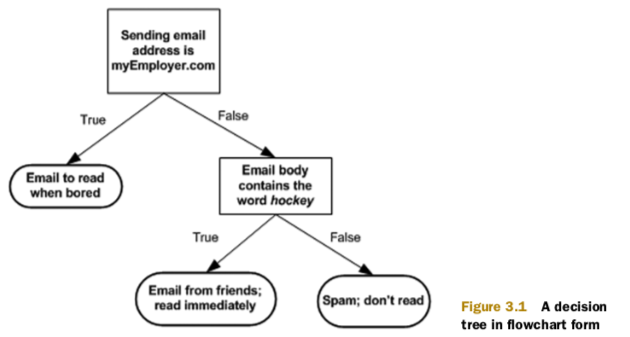 Sending email
address is
myEmployer.com
True
False
Email to read
when bored
Email body
contains the
word hockey
True
False
Email from friends;
read immediately
Spam; don't read
Figure 3.1 A decision
tree in flowchart form